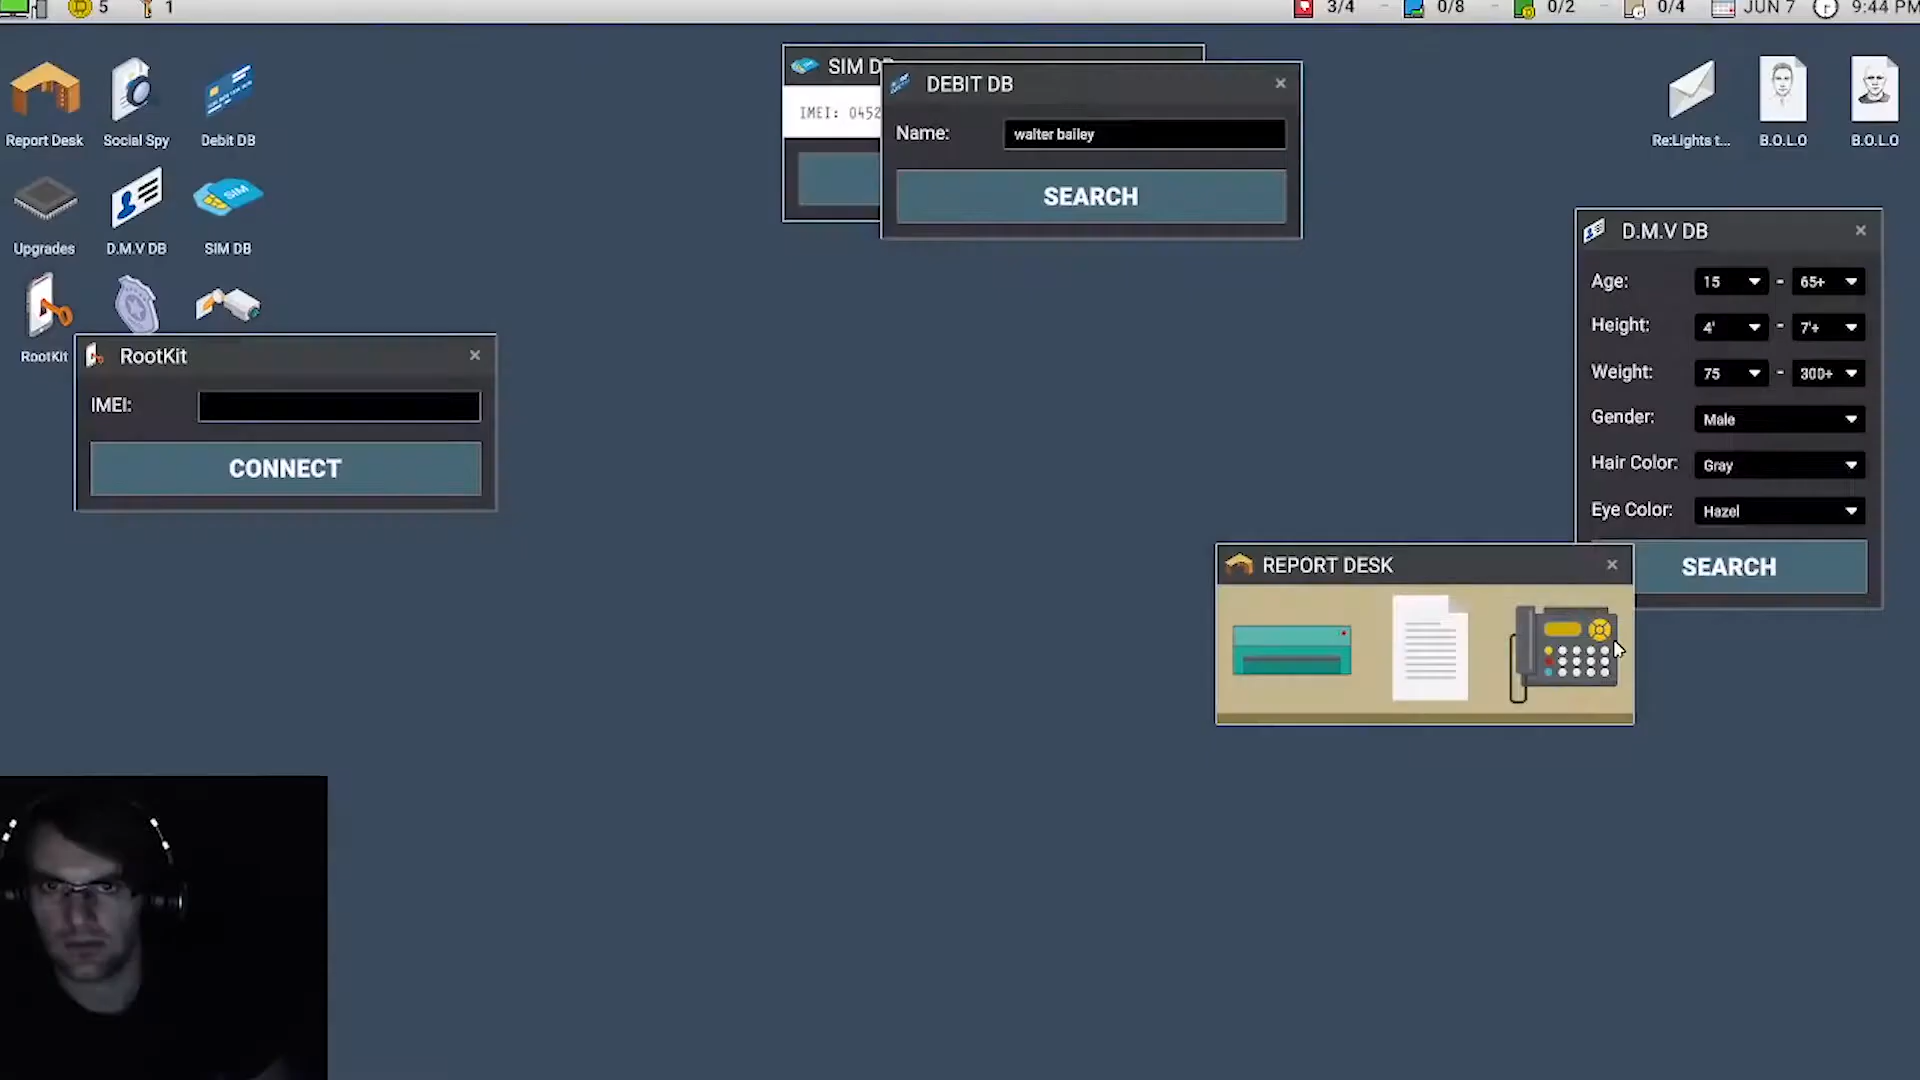 5
1
3/4
0/8
0/2
0/4
JUN 7
9:44 PM
Report Desk
Social Spy
Debit DB
Upgrades
D.M.V DB
SIM DB
RootKit
Re:Lights t...
B.O.L.O
B.O.L.O
SIM DB
IMEI: 0452
DEBIT DB
Name:
walter bailey
SEARCH
RootKit
IMEI:
CONNECT
D.M.V DB
Age:
15 - 65+
Height:
4' - 7'+
Weight:
75 - 300+
Gender:
Male
Hair Color:
Gray
Eye Color:
Hazel
SEARCH
REPORT DESK